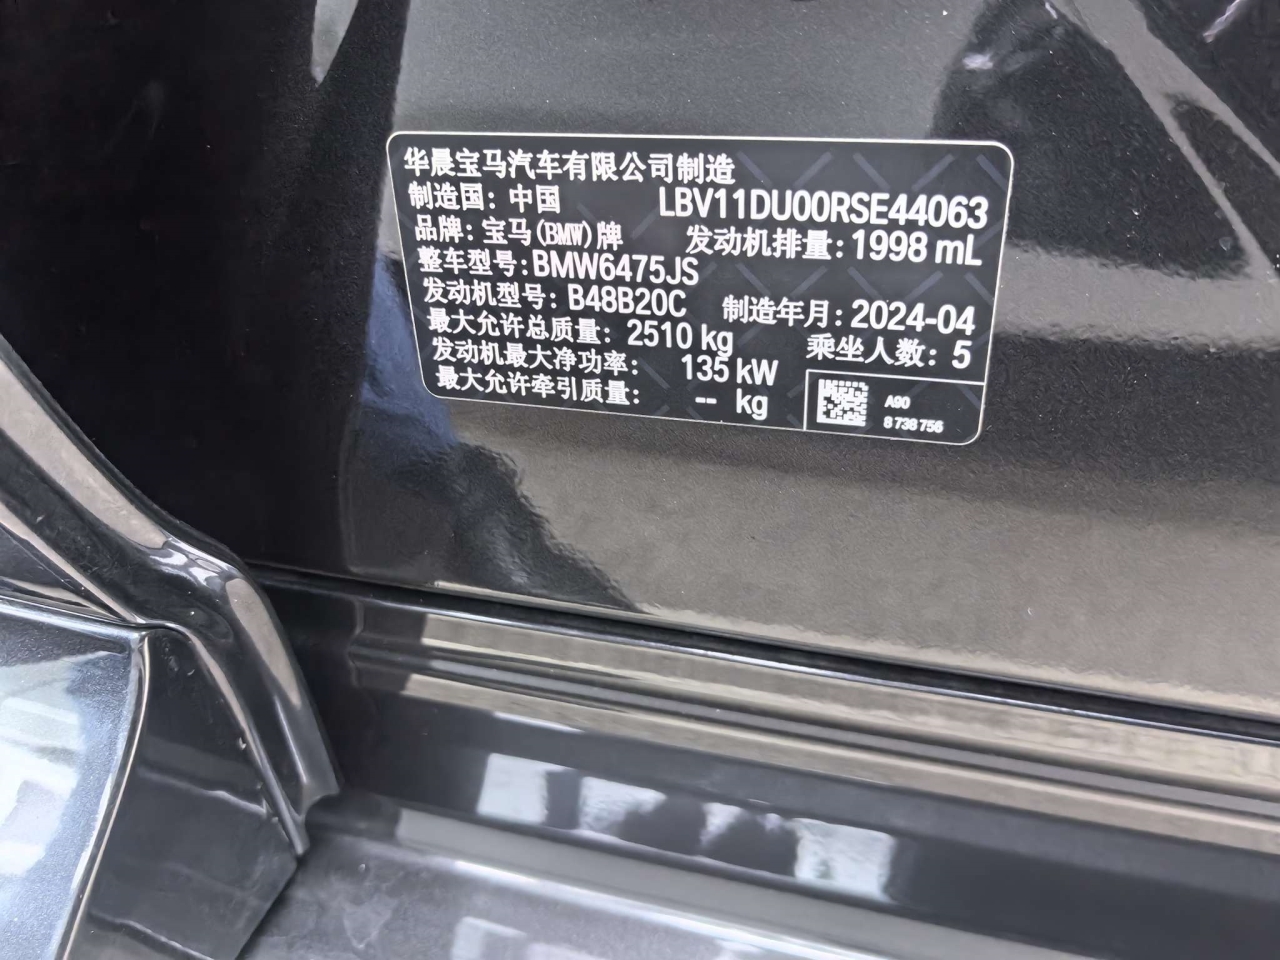 华晨宝马汽车有限公司制造
制造国: 中国 LBV11DU00RSE44063
品牌: 宝马(BMW)牌 发动机排量: 1998 mL
整车型号: BMW6475JS
发动机型号: B48B20C 制造年月: 2024-04
最大允许总质量: 2510 kg 乘坐人数: 5
发动机最大净功率: 135 kW
最大允许牵引质量: -- kg
A90
8 738 756